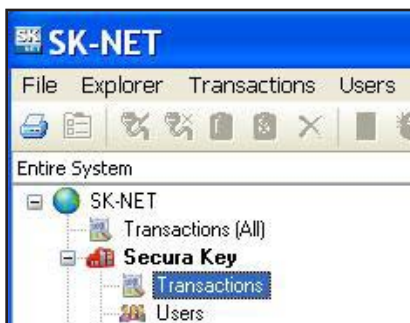 SK-NET
File Explorer Transactions Users
Entire System
SK-NET
Transactions (All)
Secura Key
Transactions
Users